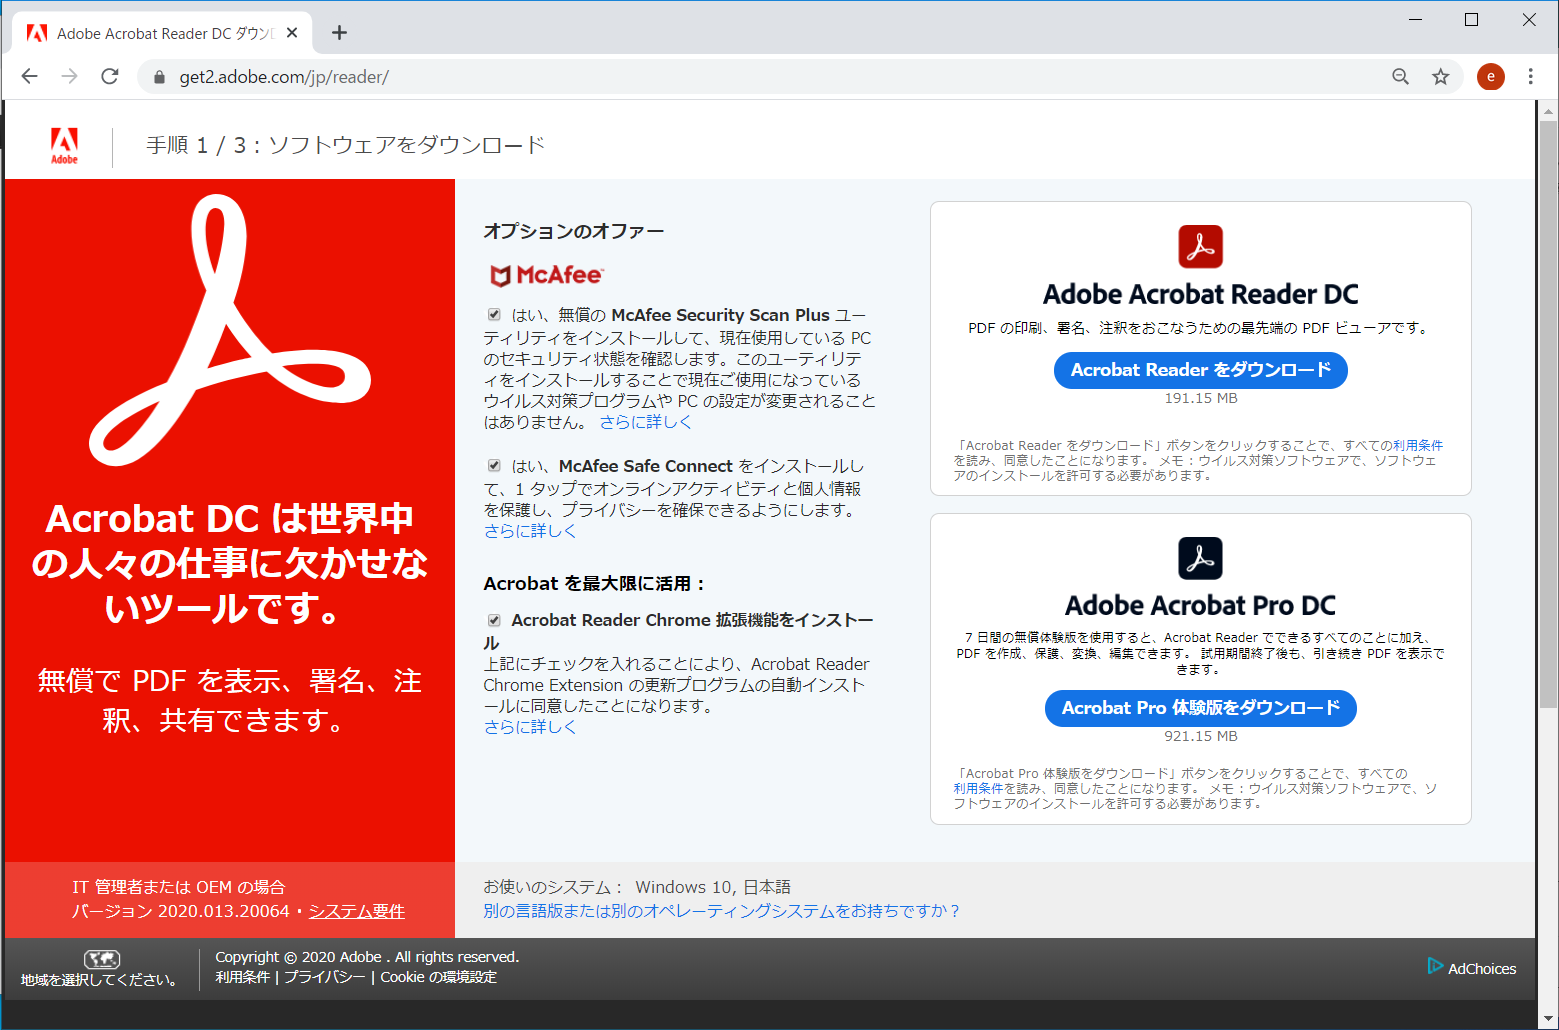 Adobe Acrobat Reader DC ダウン
get2.adobe.com/jp/reader/
e
Adobe
手順 1 / 3 : ソフトウェアをダウンロード
Acrobat DC は世界中
の人々の仕事に欠かせな
いツールです。
無償で PDF を表示、署名、注
釈、共有できます。
オプションのオファー
McAfee
はい、無償の McAfee Security Scan Plus ユー
ティリティをインストールして、現在使用している PC
のセキュリティ状態を確認します。このユーティリテ
ィをインストールすることで現在ご使用になっている
ウイルス対策プログラムや PC の設定が変更されること
はありません。 さらに詳しく
はい、McAfee Safe Connect をインストールし
て、1 タップでオンラインアクティビティと個人情報
を保護し、プライバシーを確保できるようにします。
さらに詳しく
Acrobat を最大限に活用：
Acrobat Reader Chrome 拡張機能をインストー
ル
上記にチェックを入れることにより、Acrobat Reader
Chrome Extension の更新プログラムの自動インスト
ールに同意したことになります。
さらに詳しく
Adobe Acrobat Reader DC
PDF の印刷、署名、注釈をおこなうための最先端の PDF ビューアです。
Acrobat Reader をダウンロード
191.15 MB
「Acrobat Reader をダウンロード」ボタンをクリックすることで、すべての利用条件
を読み、同意したことになります。 メモ : ウイルス対策ソフトウェアで、ソフトウェ
アのインストールを許可する必要があります。
Adobe Acrobat Pro DC
7 日間の無償体験版を使用すると、Acrobat Reader でできるすべてのことに加え、
PDF を作成、保護、変換、編集できます。 試用期間終了後も、引き続き PDF を表示で
きます。
Acrobat Pro 体験版をダウンロード
921.15 MB
「Acrobat Pro 体験版をダウンロード」ボタンをクリックすることで、すべての
利用条件を読み、同意したことになります。 メモ : ウイルス対策ソフトウェアで、ソ
フトウェアのインストールを許可する必要があります。
IT 管理者または OEM の場合
バージョン 2020.013.20064・システム要件
お使いのシステム： Windows 10, 日本語
別の言語版または別のオペレーティングシステムをお持ちですか？
地域を選択してください。
Copyright © 2020 Adobe . All rights reserved.
利用条件 | プライバシー | Cookie の環境設定
AdChoices